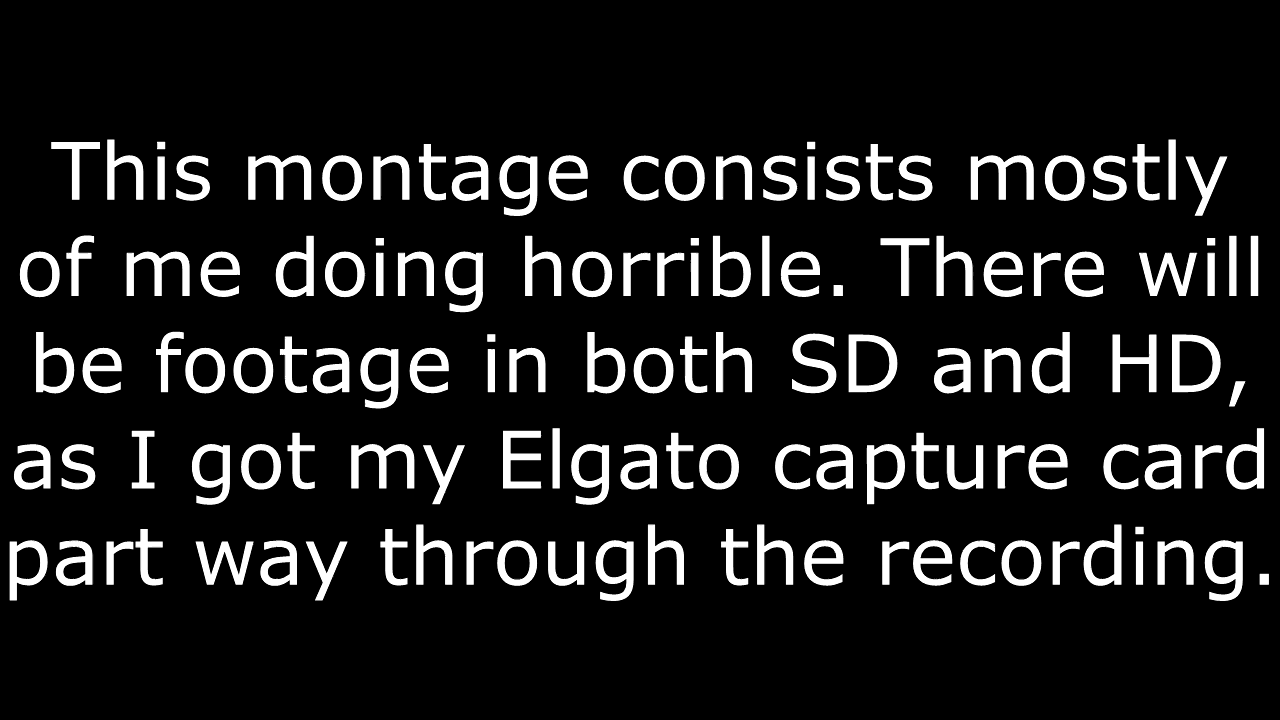 This montage consists mostly
of me doing horrible. There will
be footage in both SD and HD,
as I got my Elgato capture card
part way through the recording.